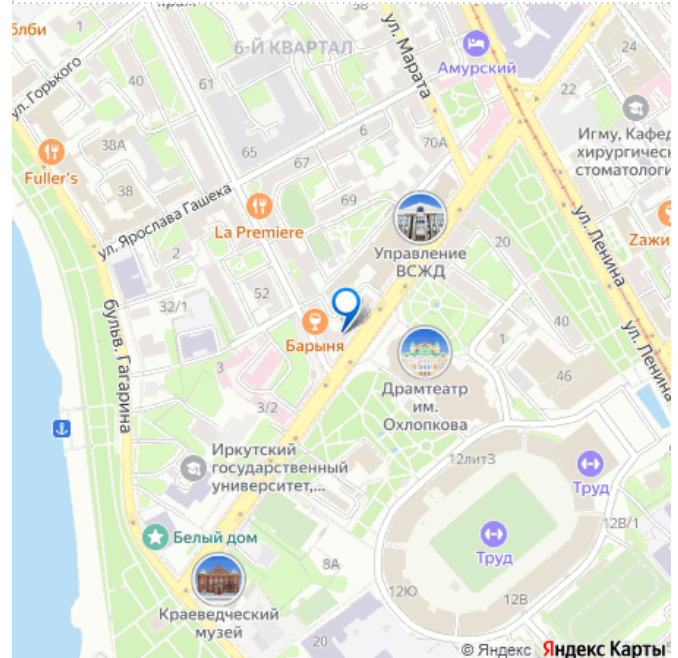 блби
6-Й КВАРТАЛ
ул. Горького
ул. Марата
Амурский
24
22
40
61
6
70А
38А
65
67
38
69
Fuller's
Игму, Кафед
хирургическ
стоматологи
ул. Ярослава Гашека
La Premiere
Управление
ВСЖД
20
ул. Ленина
Zажи
2
32/1
52
бульв. Гагарина
Барыня
1
40
ул. Ленина
3
Драмтеатр
им.
Охлопкова
46
3/2
Иркутский
государственный
университет,...
12литЗ
Труд
12В/1
Белый дом
Труд
8А
12Ю
12В
Краеведческий
музей
20
© Яндекс Яндекс Карты